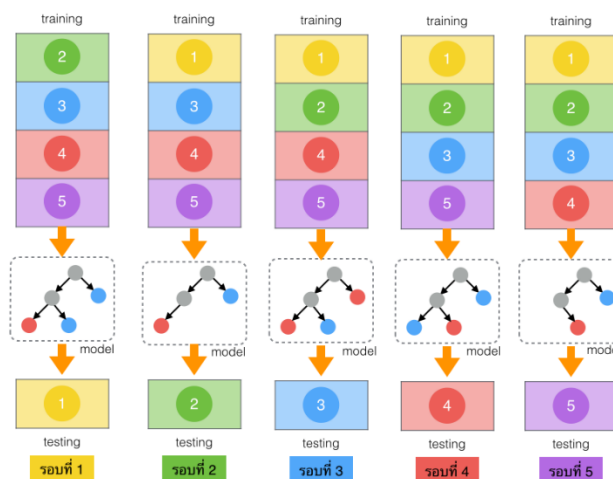 training training training training training
2 1 1 1 1
3 3 2 2 2
4 4 4 3 3
5 5 5 5 4
model model model model model
1 2 3 4 5
testing testing testing testing testing
รอบที่ 1 รอบที่ 2 รอบที่ 3 รอบที่ 4 รอบที่ 5